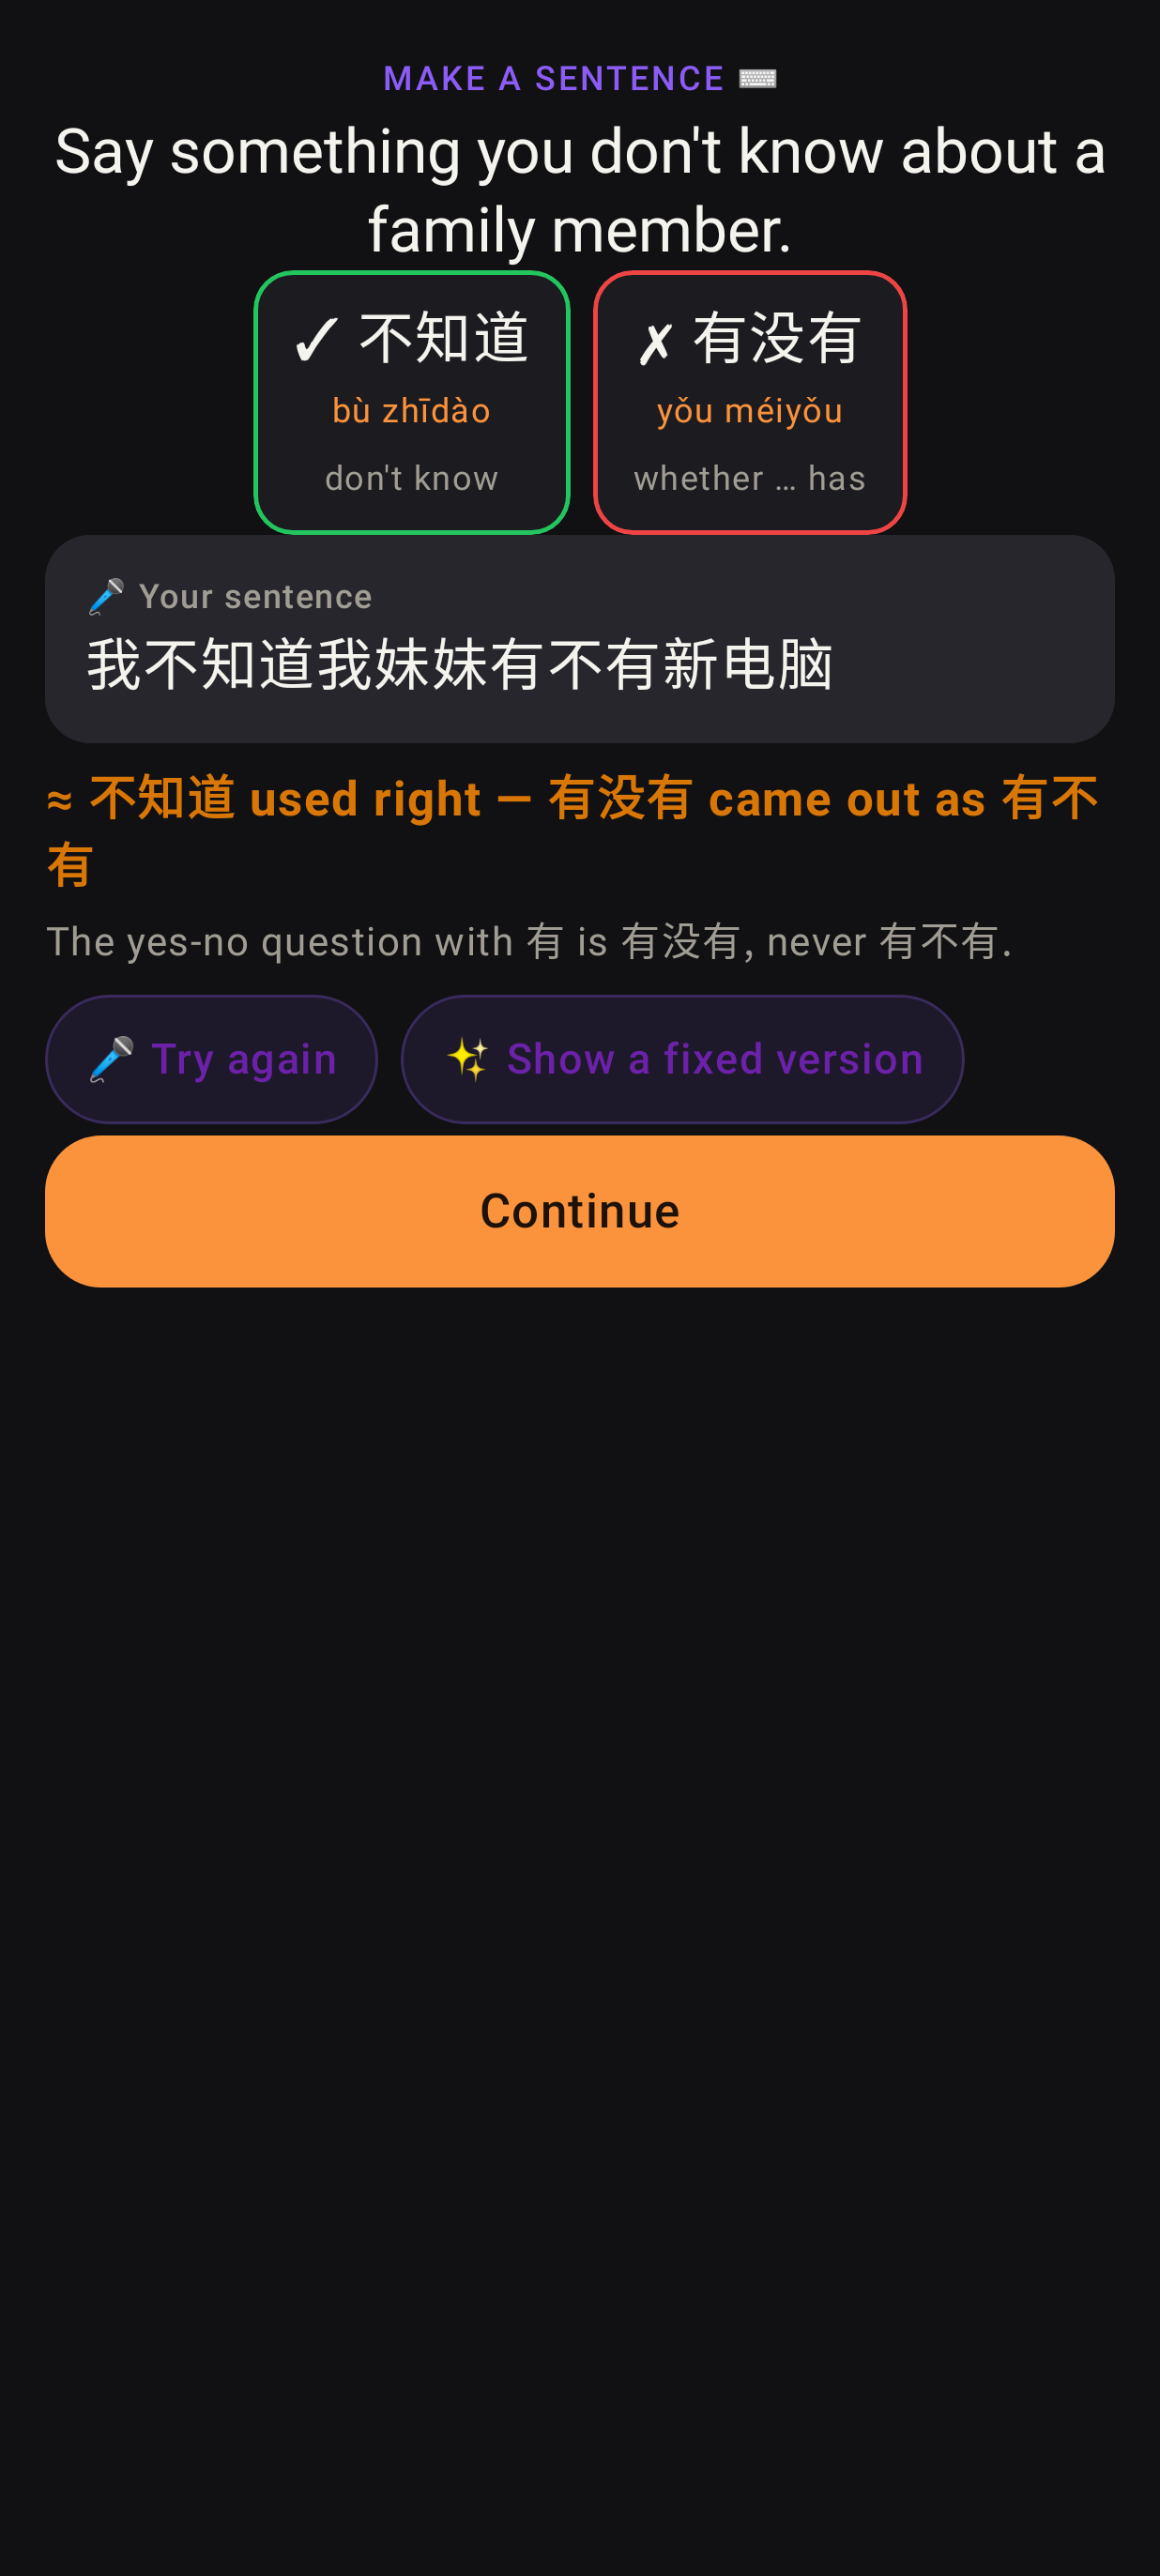 MAKE A SENTENCE ⌨
Say something you don't know about a
family member.
✓ 不知道
bù zhīdào
don't know
✗ 有没有
yǒu méiyǒu
whether … has
🎤 Your sentence
我不知道我妹妹有不有新电脑
≈ 不知道 used right — 有没有 came out as 有不
有
The yes-no question with 有 is 有没有, never 有不有.
🎤 Try again
✨ Show a fixed version
Continue